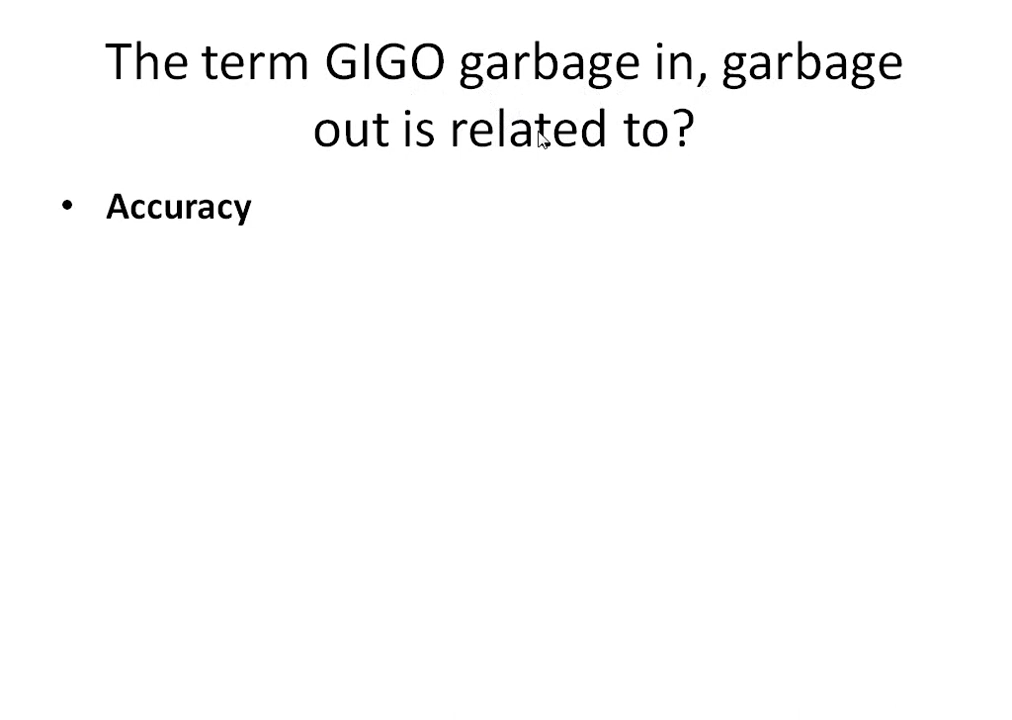 The term GIGO garbage in, garbage
out is related to?
• Accuracy